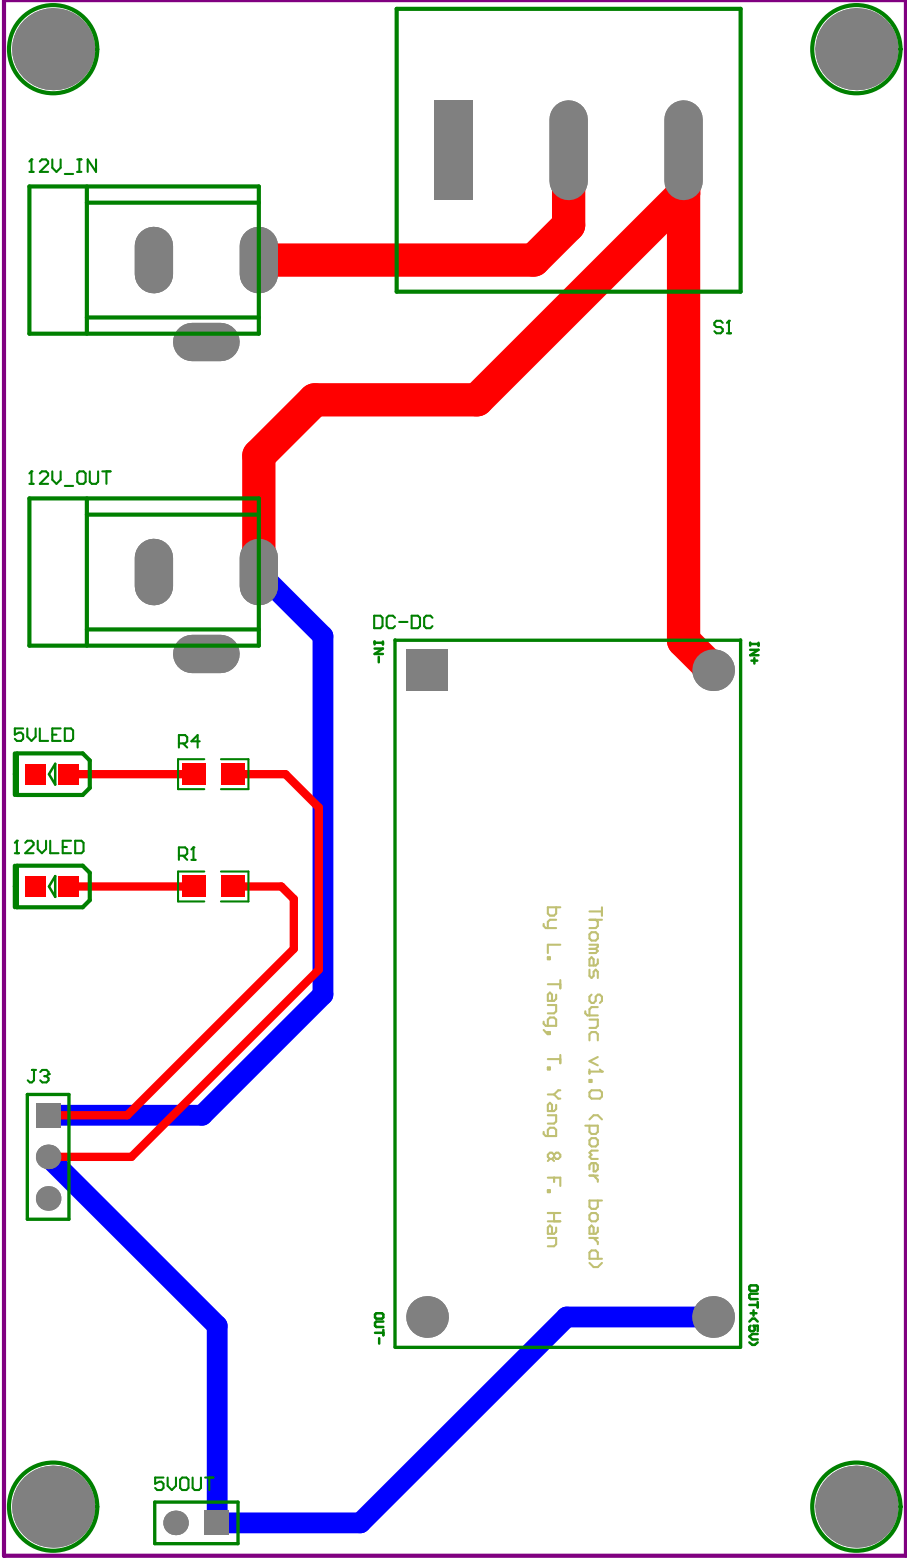 12V_IN
S1
12V_OUT
DC-DC
IN-
IN+
5VLED
R4
12VLED
R1
Thomas Sync v1.0 (power board)
by L. Tang, T. Yang & F. Han
J3
OUT-
OUT+(5V)
5VOUT